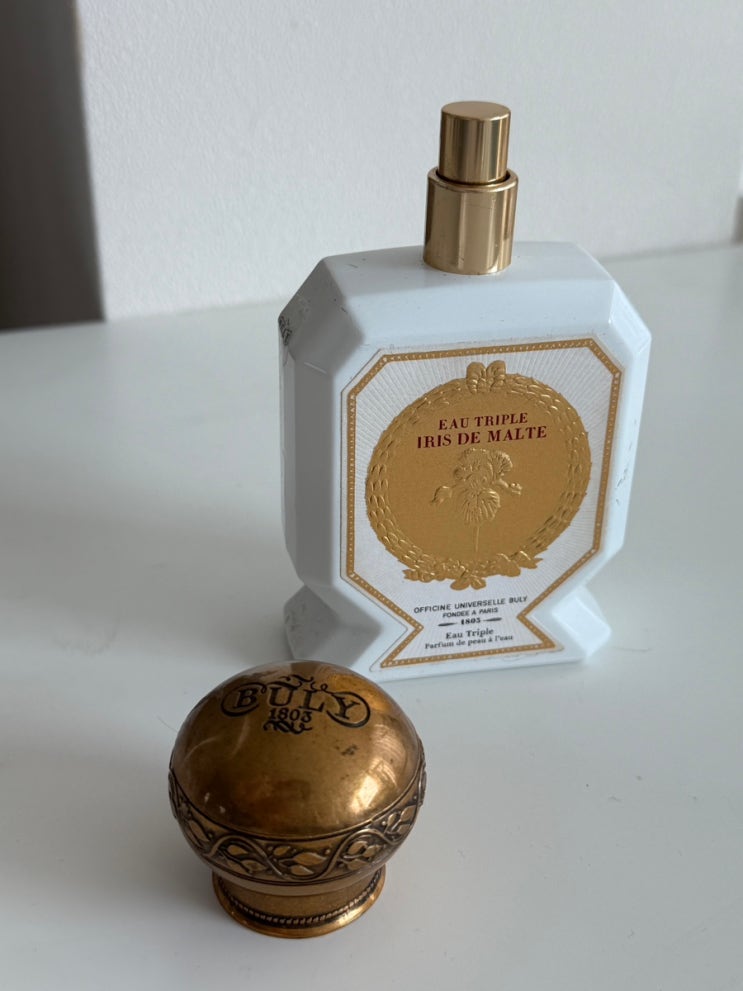 EAU TRIPLE
IRIS DE MALTE
OFFICINE UNIVERSELLE BULY
FONDÉE A PARIS
1803
Eau Triple
Parfum de peau à l'eau
BULY
1803